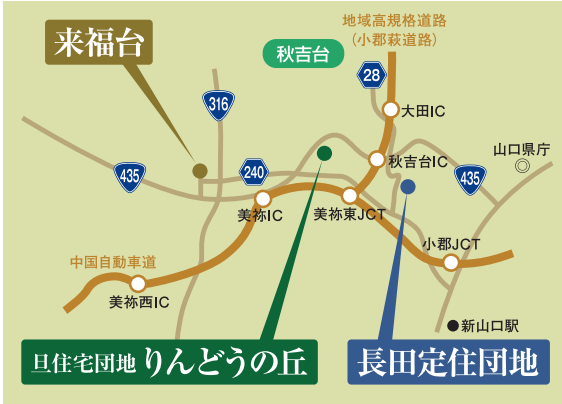 地域高規格道路
(小郡萩道路)
来福台
秋吉台
28
316
大田IC
山口県庁
秋吉台IC
435
240
435
美祢IC
美祢東JCT
小郡JCT
中国自動車道
美祢西IC
新山口駅
旦住宅団地 りんどうの丘
長田定住団地